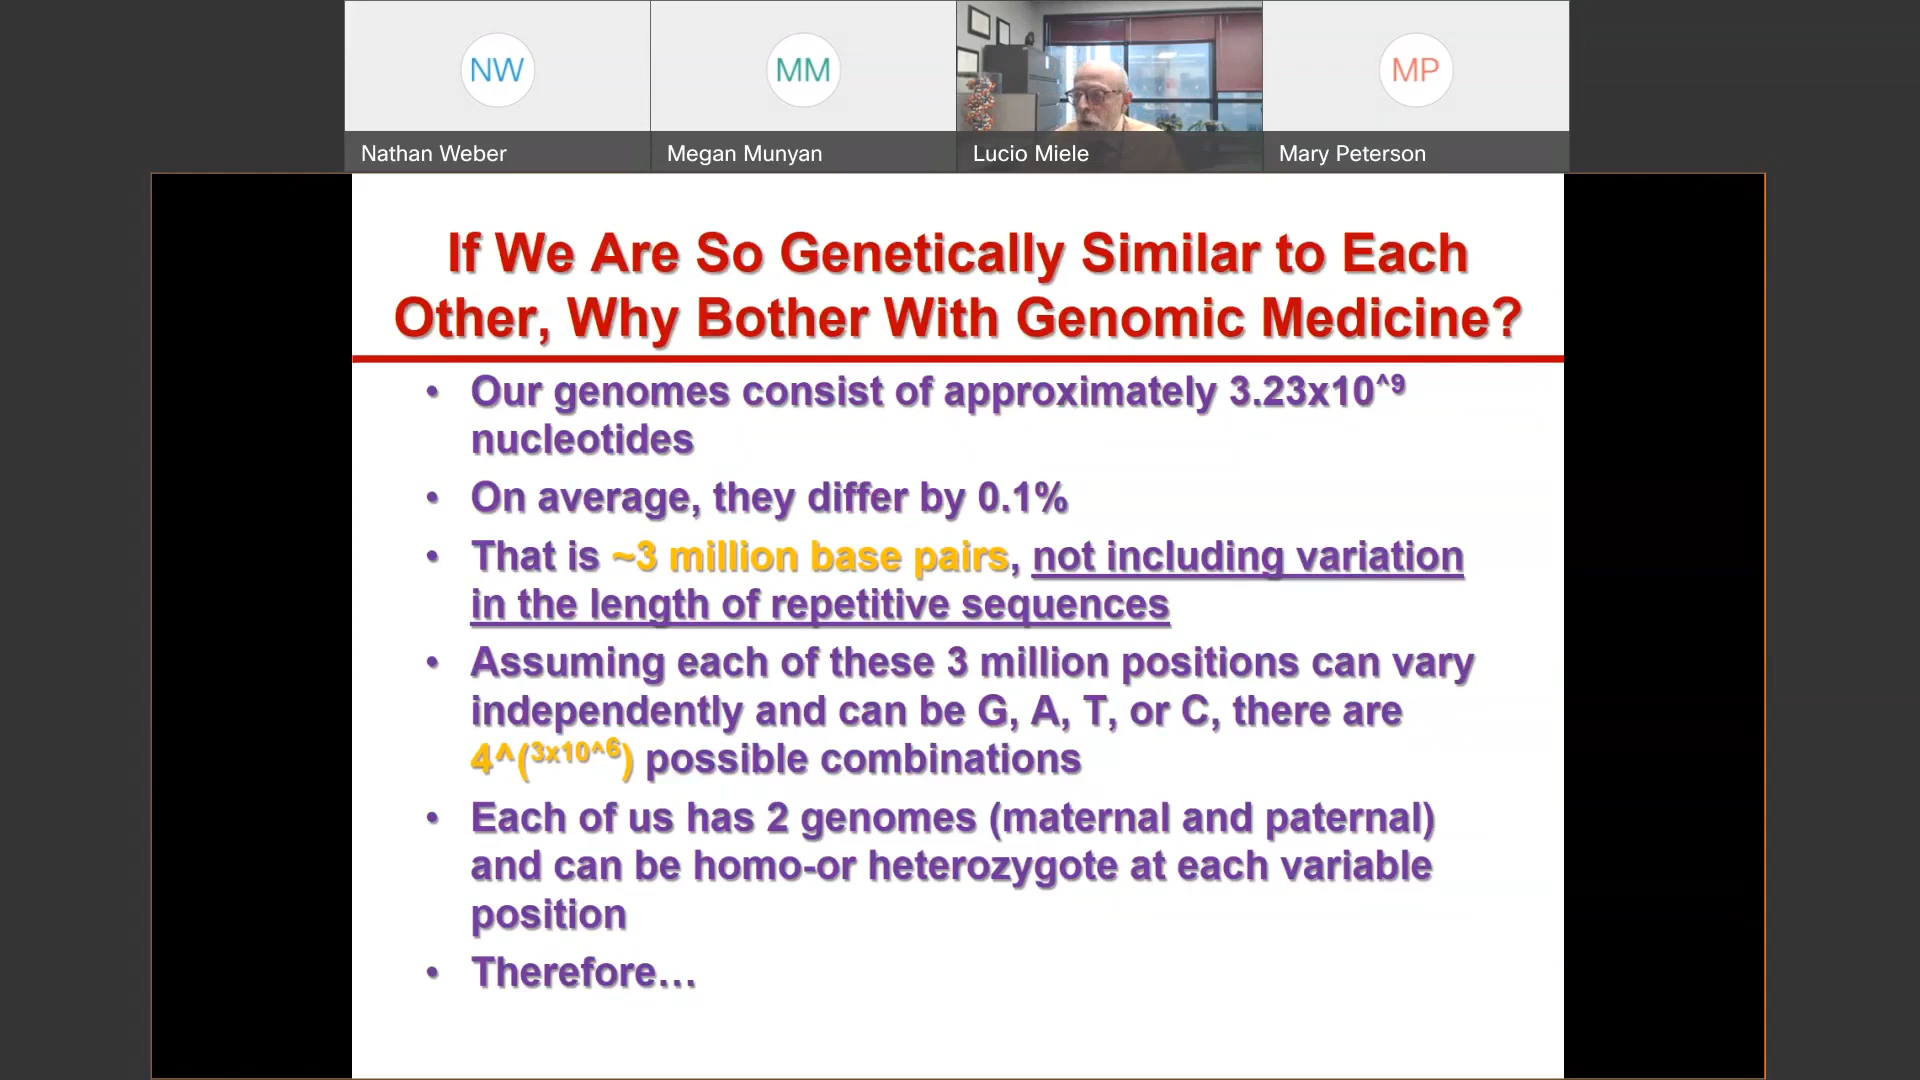 NW
MM
MP
Nathan Weber
Megan Munyan
Lucio Miele
Mary Peterson
If We Are So Genetically Similar to Each
Other, Why Bother With Genomic Medicine?
• Our genomes consist of approximately 3.23x10^9
nucleotides
• On average, they differ by 0.1%
• That is ~3 million base pairs, not including variation
in the length of repetitive sequences
• Assuming each of these 3 million positions can vary
independently and can be G, A, T, or C, there are
4^(3x10^6) possible combinations
• Each of us has 2 genomes (maternal and paternal)
and can be homo-or heterozygote at each variable
position
• Therefore…